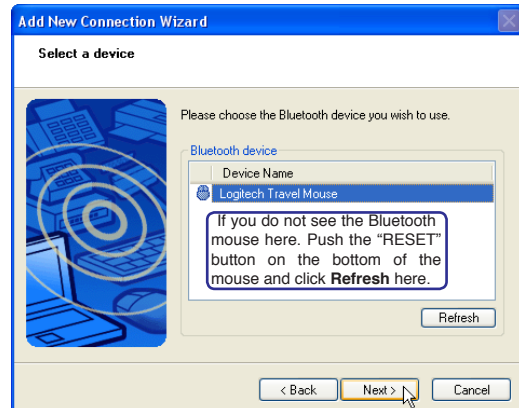 Add New Connection Wizard
Select a device
Please choose the Bluetooth device you wish to use.
Bluetooth device
Device Name
Logitech Travel Mouse
If you do not see the Bluetooth
mouse here. Push the “RESET”
button on the bottom of the
mouse and click Refresh here.
Refresh
< Back Next > Cancel